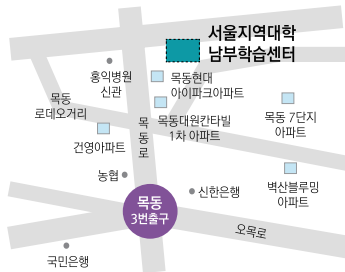 서울지역대학
남부학습센터
홍익병원
신관
목동현대
아이파크아파트
목동
로데오거리
목동로
목동대원칸타빌
1차 아파트
목동 7단지
아파트
건영아파트
농협
신한은행
벽산블루밍
아파트
목동
3번출구
오목로
국민은행